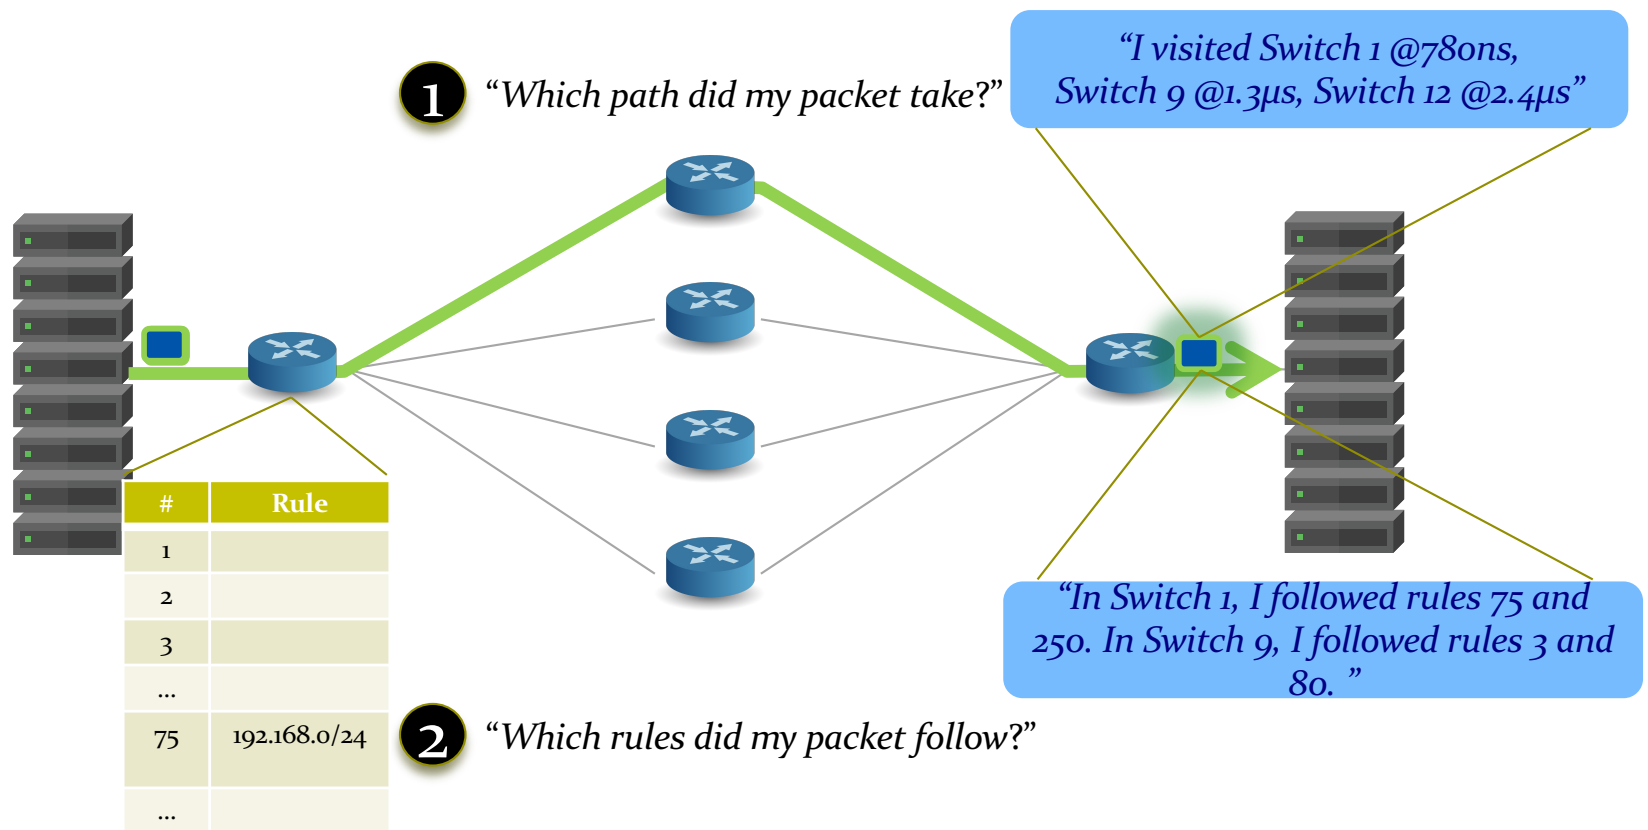 1 “Which path did my packet take?”
“I visited Switch 1 @780ns,
Switch 9 @1.3µs, Switch 12 @2.4µs”
# Rule
1
2
3
...
75 192.168.0/24
...
“In Switch 1, I followed rules 75 and
250. In Switch 9, I followed rules 3 and
80. ”
2 “Which rules did my packet follow?”